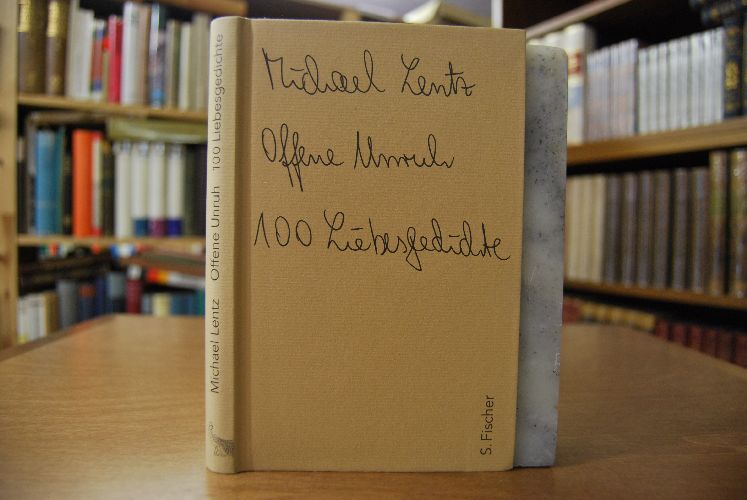 Michael Lentz
Offene Unruh
100 Liebesgedichte
S. Fischer
Michael Lentz Offene Unruh 100 Liebesgedichte